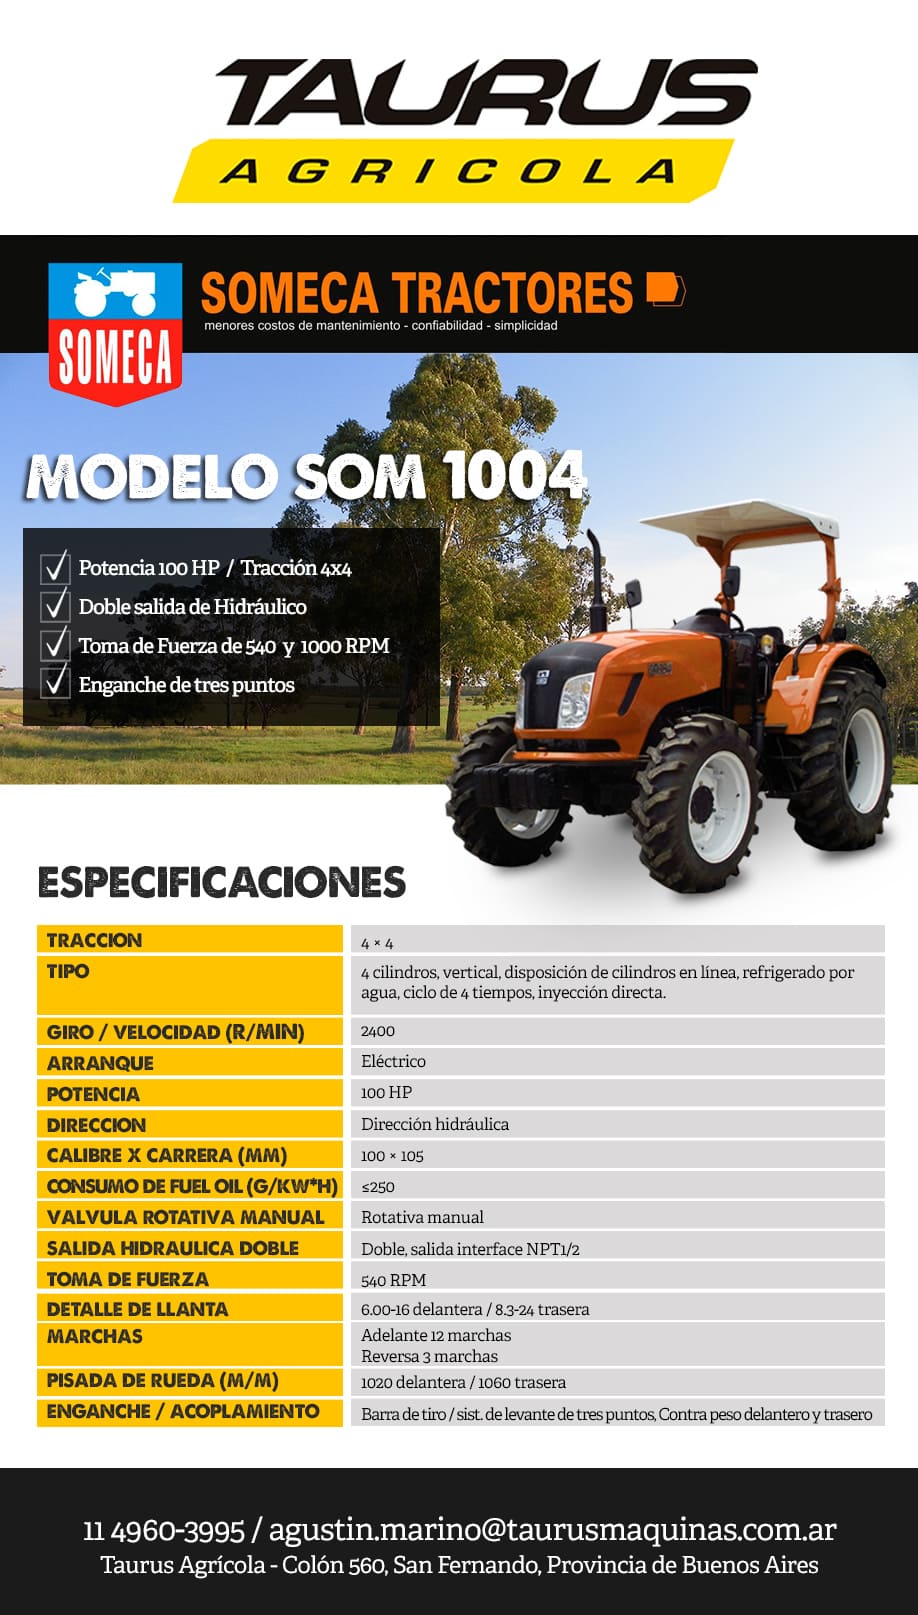 TAURUS
AGRICOLA
SOMECA TRACTORES
menores costos de mantenimiento - confiabilidad - simplicidad
SOMECA
MODELO SOM 1004
Potencia 100 HP / Tracción 4x4
Doble salida de Hidráulico
Toma de Fuerza de 540 y 1000 RPM
Enganche de tres puntos
ESPECIFICACIONES
TRACCION 4 × 4
TIPO 4 cilindros, vertical, disposición de cilindros en línea, refrigerado por
agua, ciclo de 4 tiempos, inyección directa.
GIRO / VELOCIDAD (R/MIN) 2400
ARRANQUE Eléctrico
POTENCIA 100 HP
DIRECCION Dirección hidráulica
CALIBRE X CARRERA (MM) 100 × 105
CONSUMO DE FUEL OIL (G/KW*H) ≤250
VALVULA ROTATIVA MANUAL Rotativa manual
SALIDA HIDRAULICA DOBLE Doble, salida interface NPT1/2
TOMA DE FUERZA 540 RPM
DETALLE DE LLANTA 6.00-16 delantera / 8.3-24 trasera
MARCHAS Adelante 12 marchas
Reversa 3 marchas
PISADA DE RUEDA (M/M) 1020 delantera / 1060 trasera
ENGANCHE / ACOPLAMIENTO Barra de tiro / sist. de levante de tres puntos, Contra peso delantero y trasero
11 4960-3995 / agustin.marino@taurusmaquinas.com.ar
Taurus Agrícola - Colón 560, San Fernando, Provincia de Buenos Aires